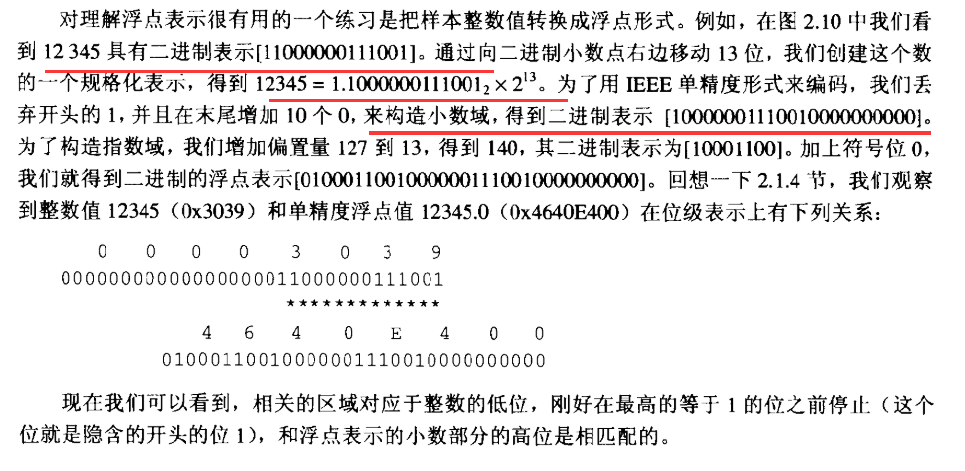 对理解浮点表示很有用的一个练习是把样本整数值转换成浮点形式。例如，在图 2.10 中我们看
到 12 345 具有二进制表示[11000000111001]。通过向二进制小数点右边移动 13 位，我们创建这个数
的一个规格化表示，得到 12345 = 1.1000000111001₂ × 2¹³。为了用 IEEE 单精度形式来编码，我们丢
弃开头的 1，并且在末尾增加 10 个 0，来构造小数域，得到二进制表示 [10000001110010000000000]。
为了构造指数域，我们增加偏置量 127 到 13，得到 140，其二进制表示为[10001100]。加上符号位 0，
我们就得到二进制的浮点表示[01000110010000001110010000000000]。回想一下 2.1.4 节，我们观察
到整数值 12345（0x3039）和单精度浮点值 12345.0（0x4640E400）在位级表示上有下列关系：
0 0 0 0 3 0 3 9
00000000000000000011000000111001
*************
4 6 4 0 E 4 0 0
01000110010000001110010000000000
现在我们可以看到，相关的区域对应于整数的低位，刚好在最高的等于 1 的位之前停止（这个
位就是隐含的开头的位 1），和浮点表示的小数部分的高位是相匹配的。